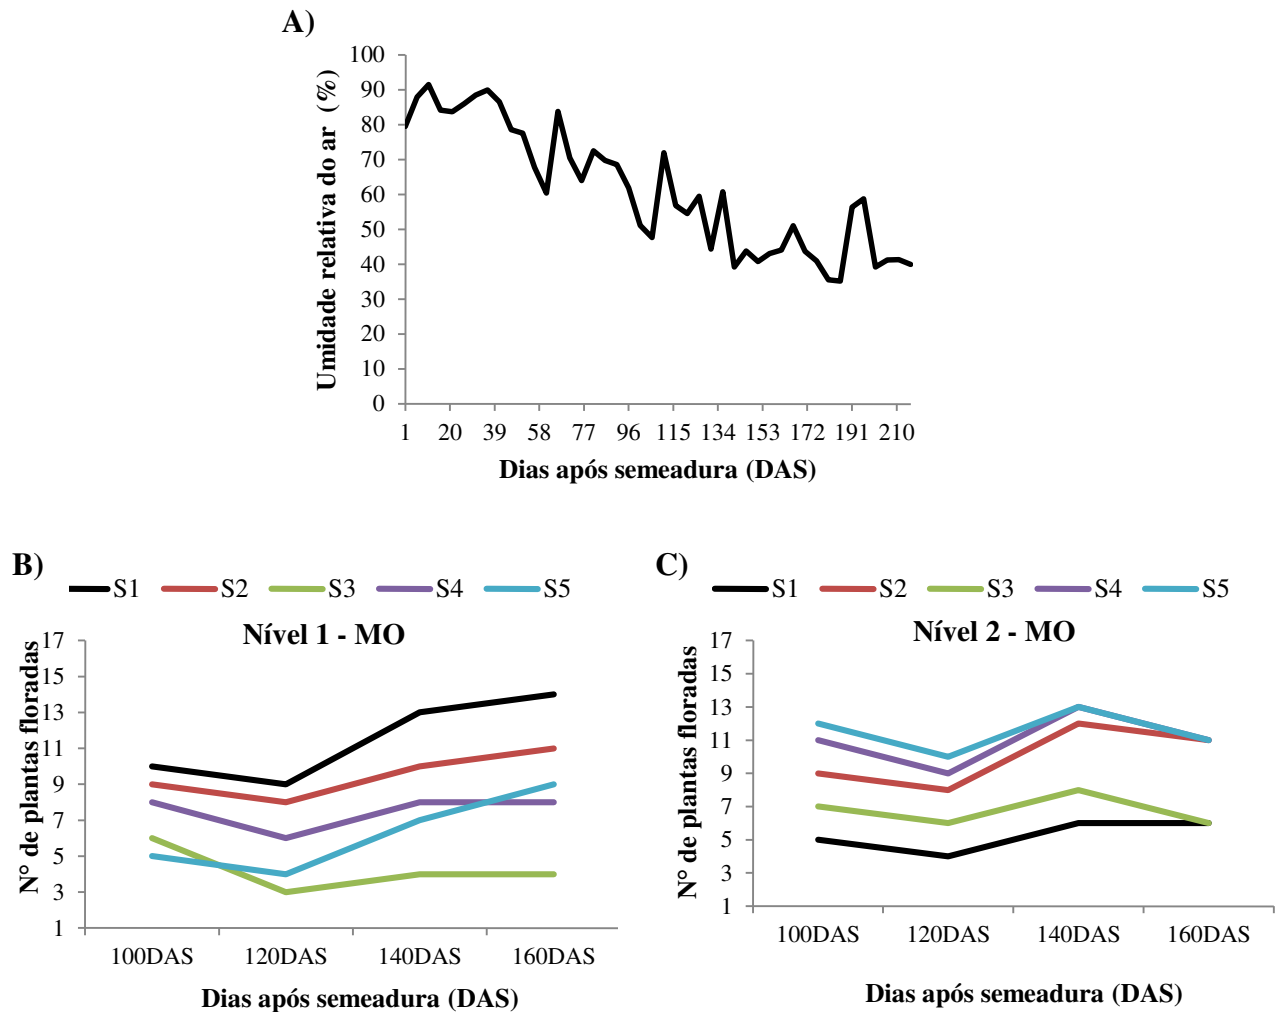 A)
Umidade relativa do ar (%)
100
90
80
70
60
50
40
30
20
10
0
1 20 39 58 77 96 115 134 153 172 191 210
Dias após semeadura (DAS)
B)
S1 S2 S3 S4 S5
Nível 1 - MO
N° de plantas floradas
17
15
13
11
9
7
5
3
1
100DAS 120DAS 140DAS 160DAS
Dias após semeadura (DAS)
C)
S1 S2 S3 S4 S5
Nível 2 - MO
N° de plantas floradas
17
15
13
11
9
7
5
3
1
100DAS 120DAS 140DAS 160DAS
Dias após semeadura (DAS)